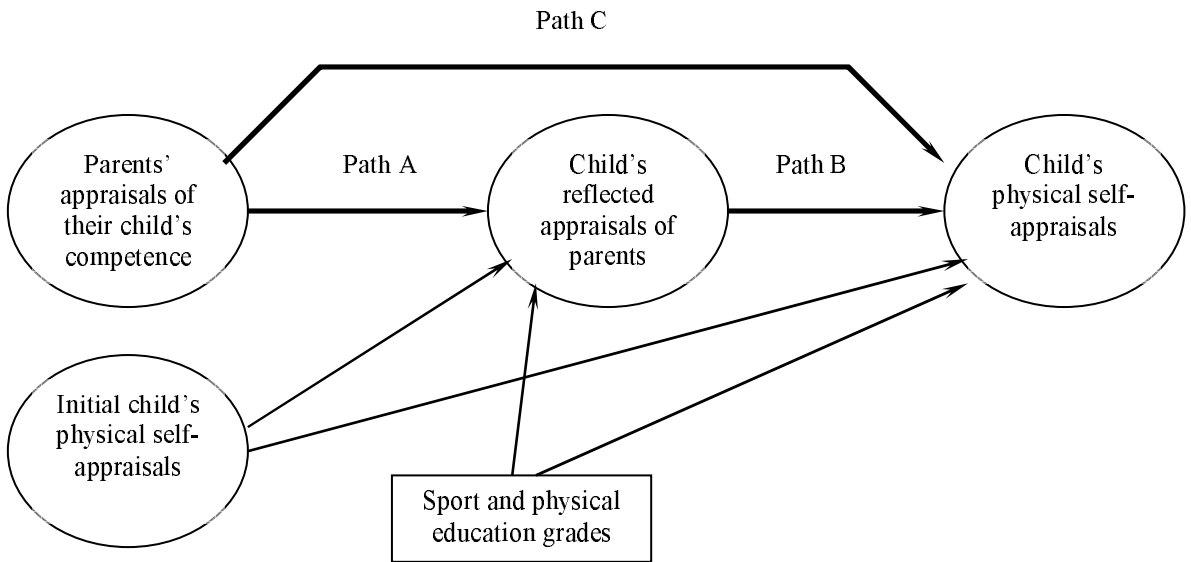 Path C
Parents’
appraisals of
their child’s
competence
Path A
Child’s
reflected
appraisals of
parents
Path B
Child’s
physical self-
appraisals
Initial child’s
physical self-
appraisals
Sport and physical
education grades